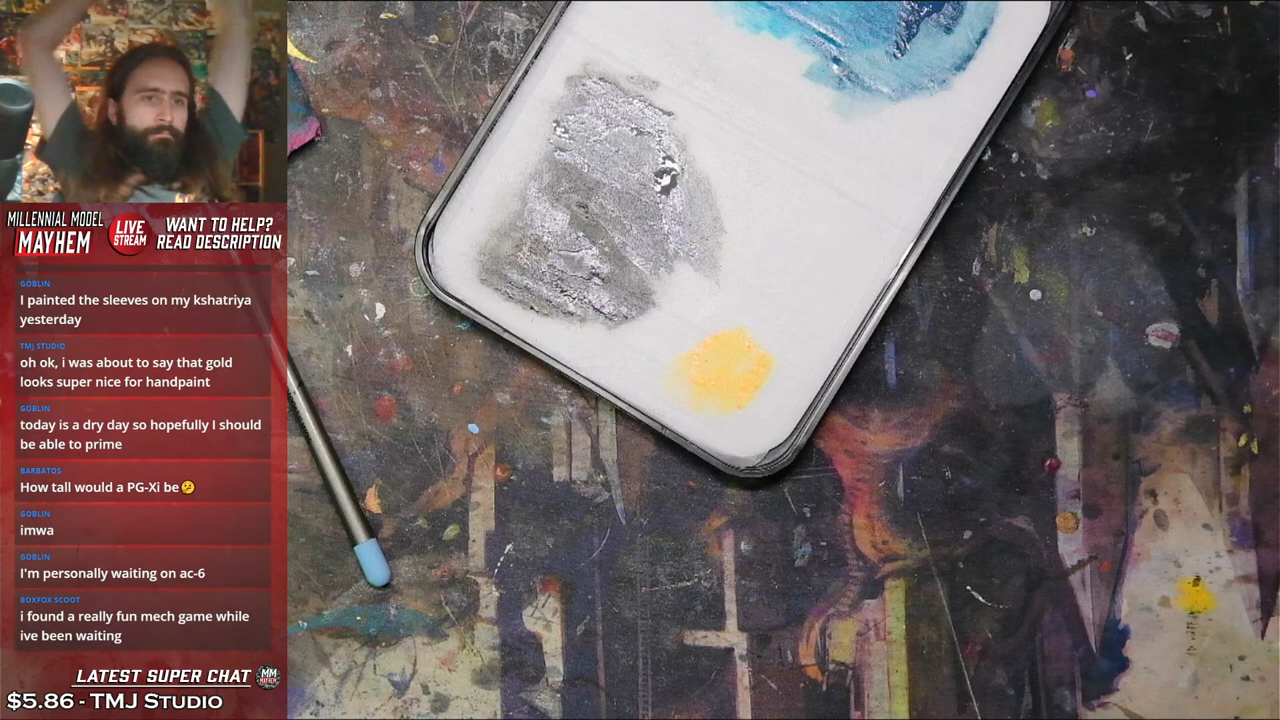 MILLENNIAL MODEL
MAYHEM
LIVE
STREAM
WANT TO HELP?
READ DESCRIPTION
GOBLIN
I painted the sleeves on my kshatriya
yesterday
TMJ STUDIO
oh ok, i was about to say that gold
looks super nice for handpaint
GOBLIN
today is a dry day so hopefully I should
be able to prime
BARBATOS
How tall would a PG-Xi be🫤
GOBLIN
imwa
GOBLIN
I'm personally waiting on ac-6
BOXFOX SCOOT
i found a really fun mech game while
ive been waiting
LATEST SUPER CHAT
MM
MAYHEM
$5.86 - TMJ STUDIO